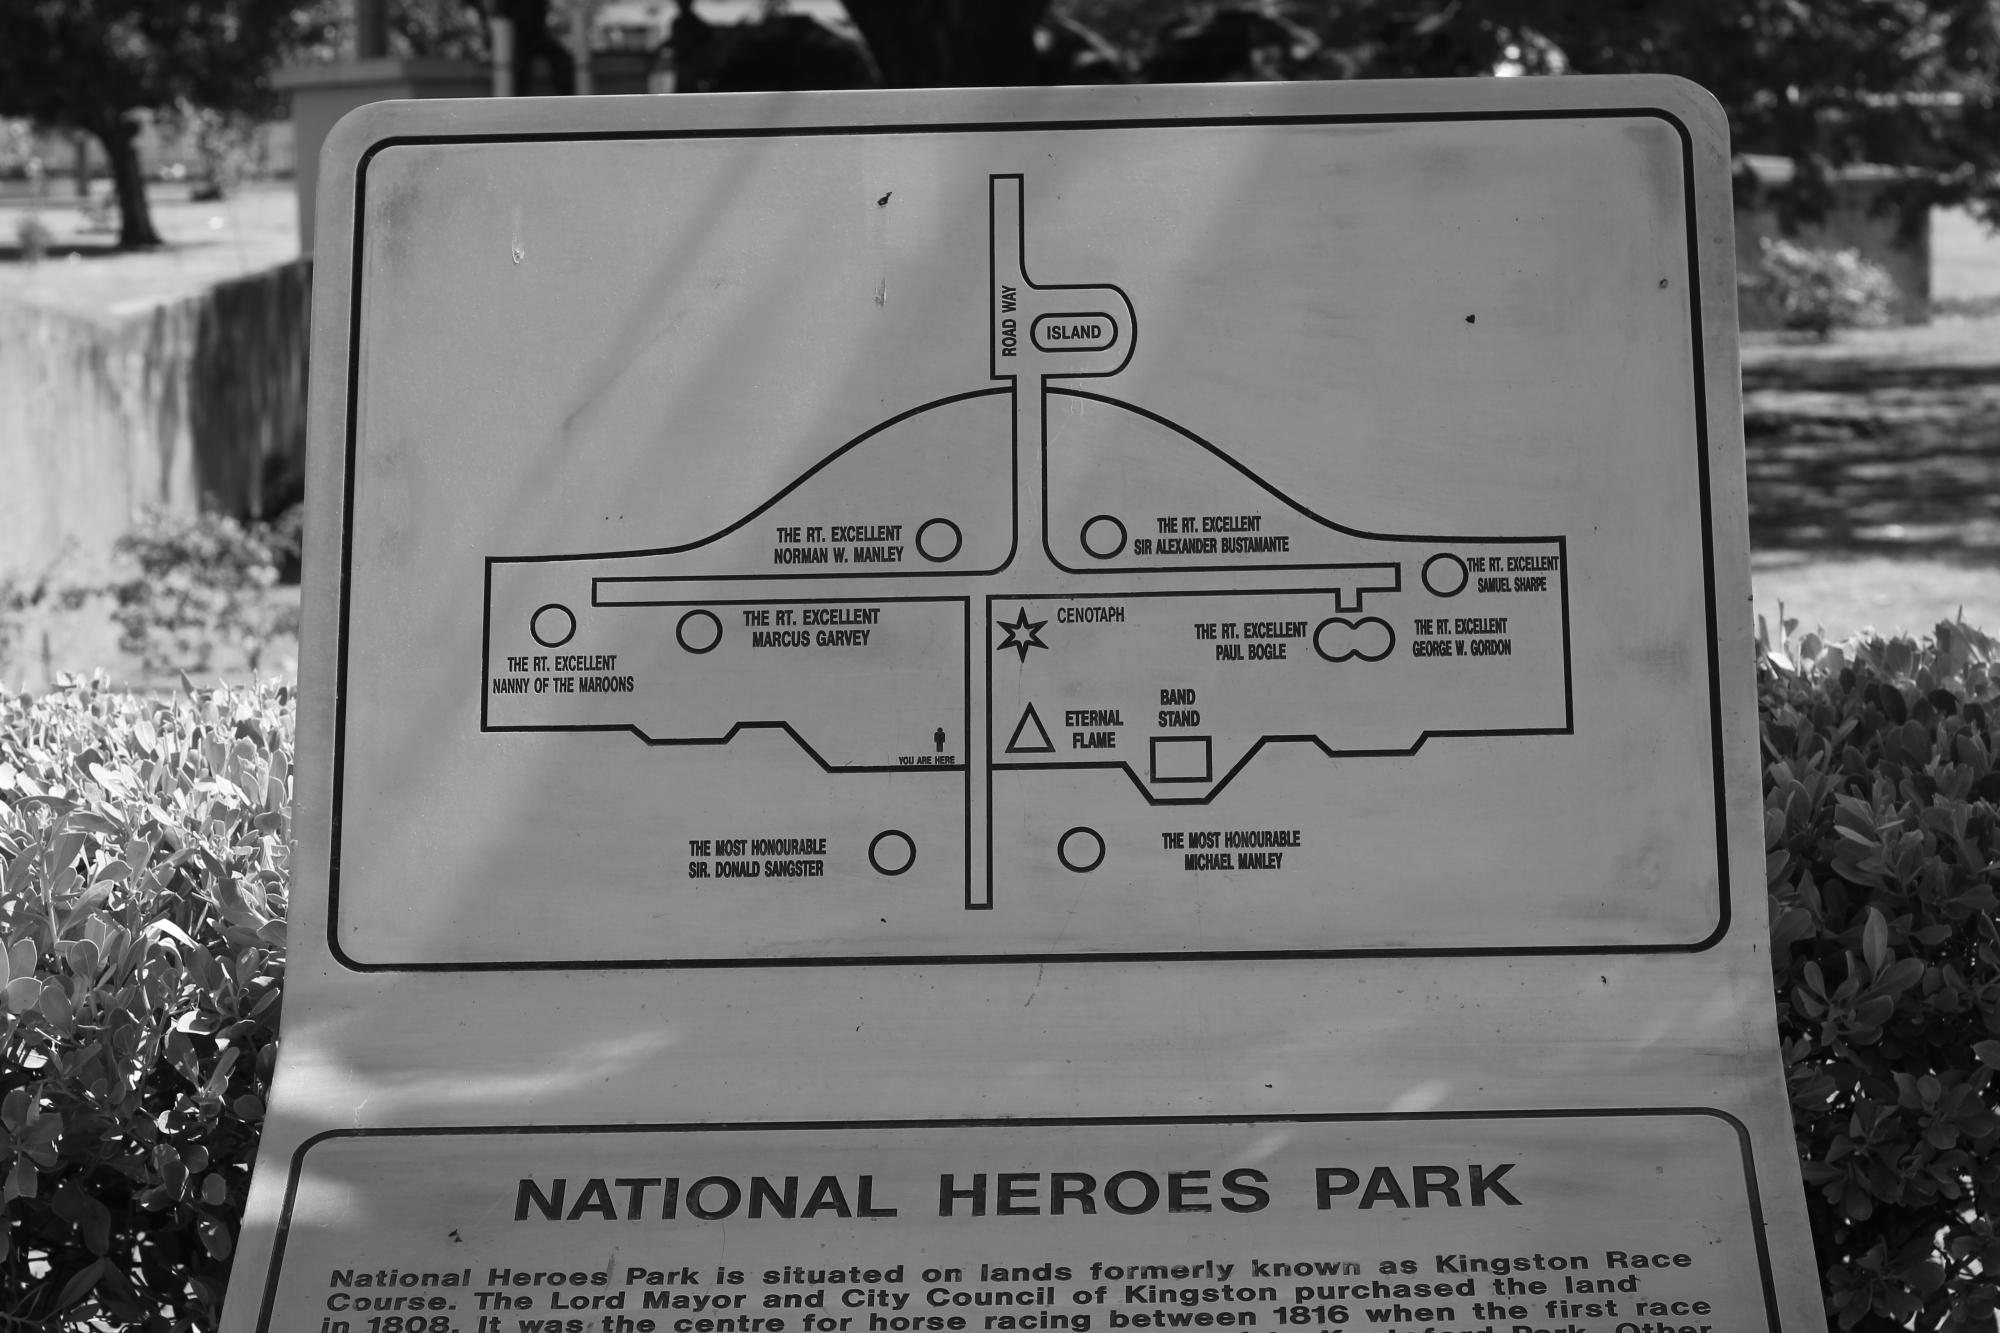 ROAD WAY
ISLAND
THE RT. EXCELLENT
NORMAN W. MANLEY
THE RT. EXCELLENT
SIR ALEXANDER BUSTAMANTE
THE RT. EXCELLENT
SAMUEL SHARPE
THE RT. EXCELLENT
NANNY OF THE MAROONS
THE RT. EXCELLENT
MARCUS GARVEY
CENOTAPH
THE RT. EXCELLENT
PAUL BOGLE
THE RT. EXCELLENT
GEORGE W. GORDON
YOU ARE HERE
ETERNAL
FLAME
BAND
STAND
THE MOST HONOURABLE
SIR. DONALD SANGSTER
THE MOST HONOURABLE
MICHAEL MANLEY
NATIONAL HEROES PARK
National Heroes Park is situated on lands formerly known as Kingston Race
Course. The Lord Mayor and City Council of Kingston purchased the land
in 1808. It was the centre for horse racing between 1816 when the first race
Park. Other